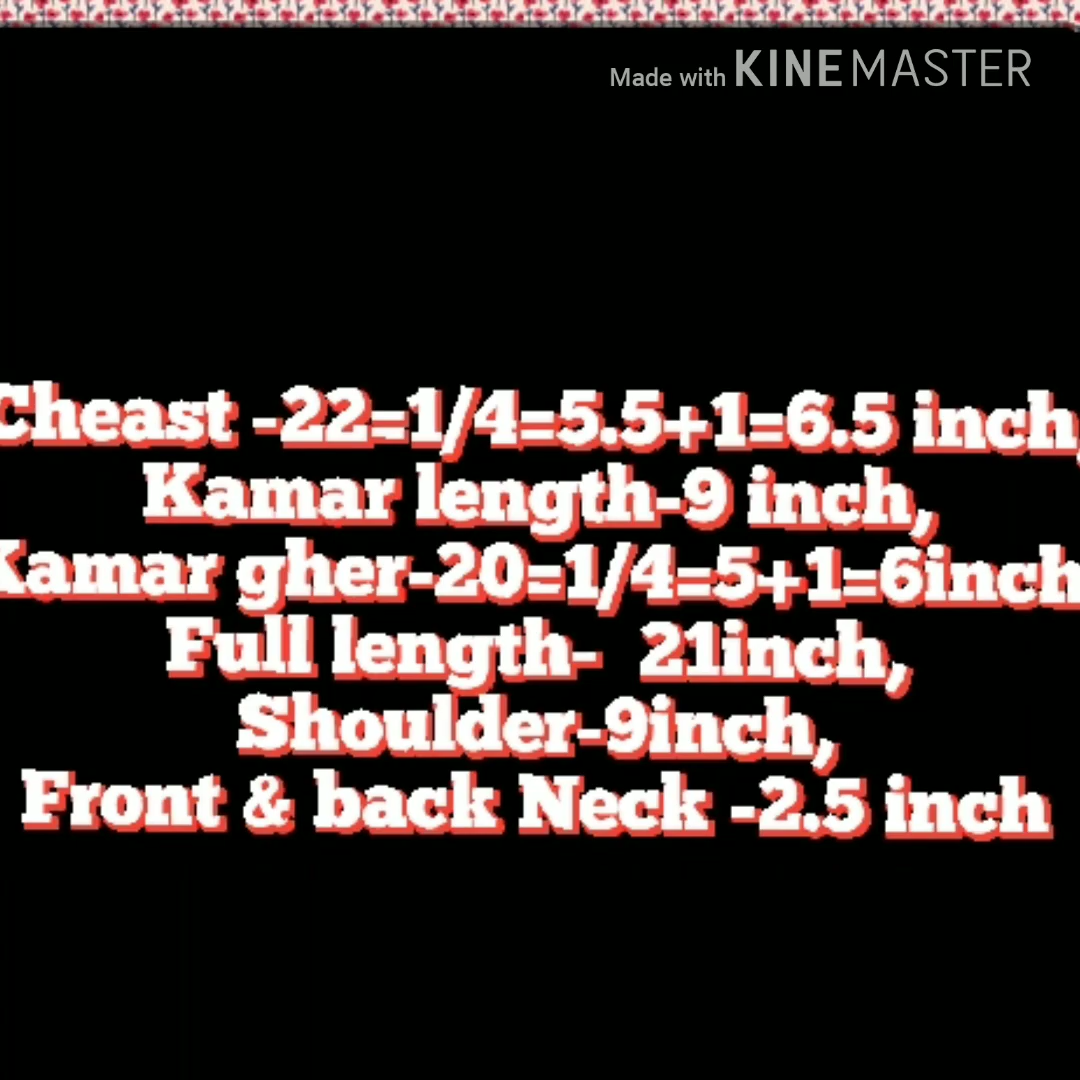 Made with KINEMASTER
Cheast -22=1/4=5.5+1=6.5 inch,
Kamar length-9 inch,
Kamar gher-20=1/4=5+1=6inch
Full length- 21inch,
Shoulder-9inch,
Front & back Neck -2.5 inch